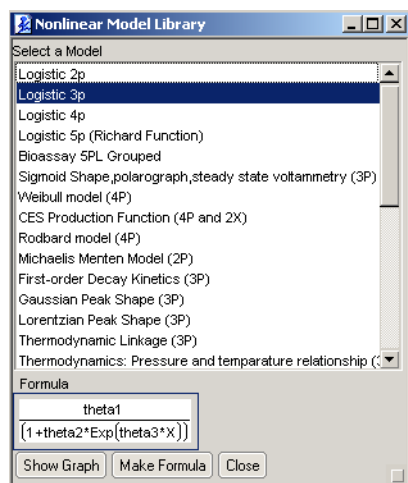 Nonlinear Model Library
Select a Model
Logistic 2p
Logistic 3p
Logistic 4p
Logistic 5p (Richard Function)
Bioassay 5PL Grouped
Sigmoid Shape,polarograph,steady state voltammetry (3P)
Weibull model (4P)
CES Production Function (4P and 2X)
Rodbard model (4P)
Michaelis Menten Model (2P)
First-order Decay Kinetics (3P)
Gaussian Peak Shape (3P)
Lorentzian Peak Shape (3P)
Thermodynamic Linkage (3P)
Thermodynamics: Pressure and temparature relationship (
Formula
theta1
(1+theta2*Exp(theta3*X))
Show Graph Make Formula Close